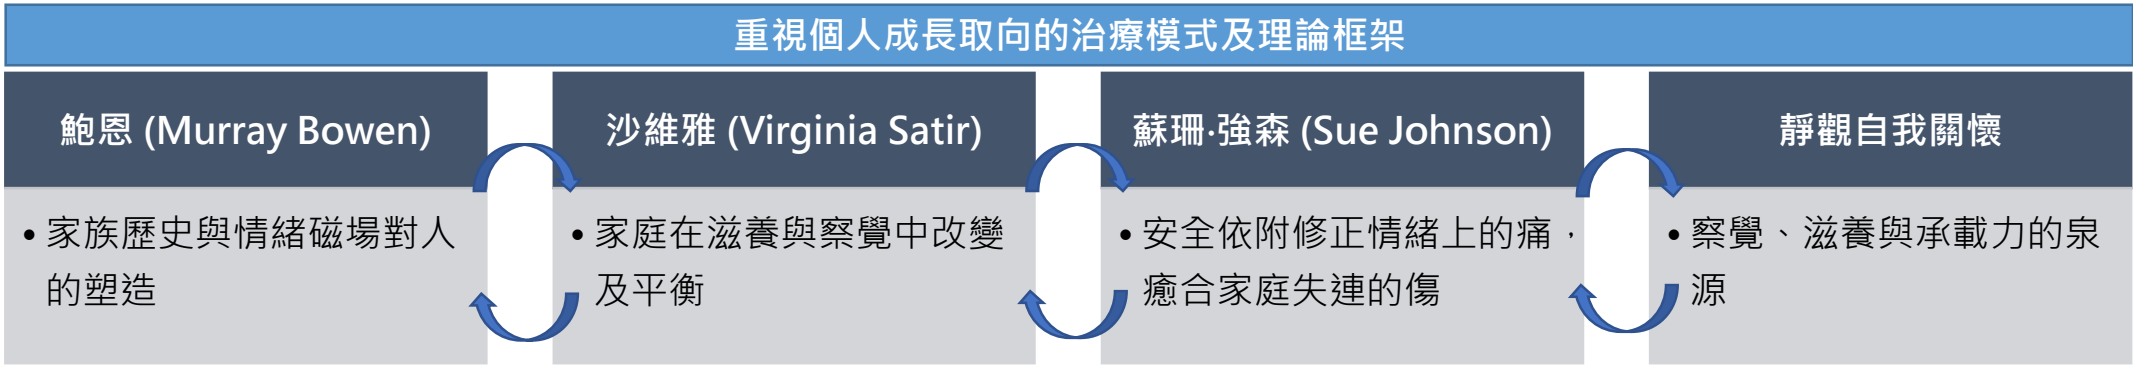 重視個人成長取向的治療模式及理論框架
鮑恩 (Murray Bowen)
• 家族歷史與情緒磁場對人
的塑造
沙維雅 (Virginia Satir)
• 家庭在滋養與察覺中改變
及平衡
蘇珊·強森 (Sue Johnson)
• 安全依附修正情緒上的痛，
癒合家庭失連的傷
靜觀自我關懷
• 察覺、滋養與承載力的泉
源